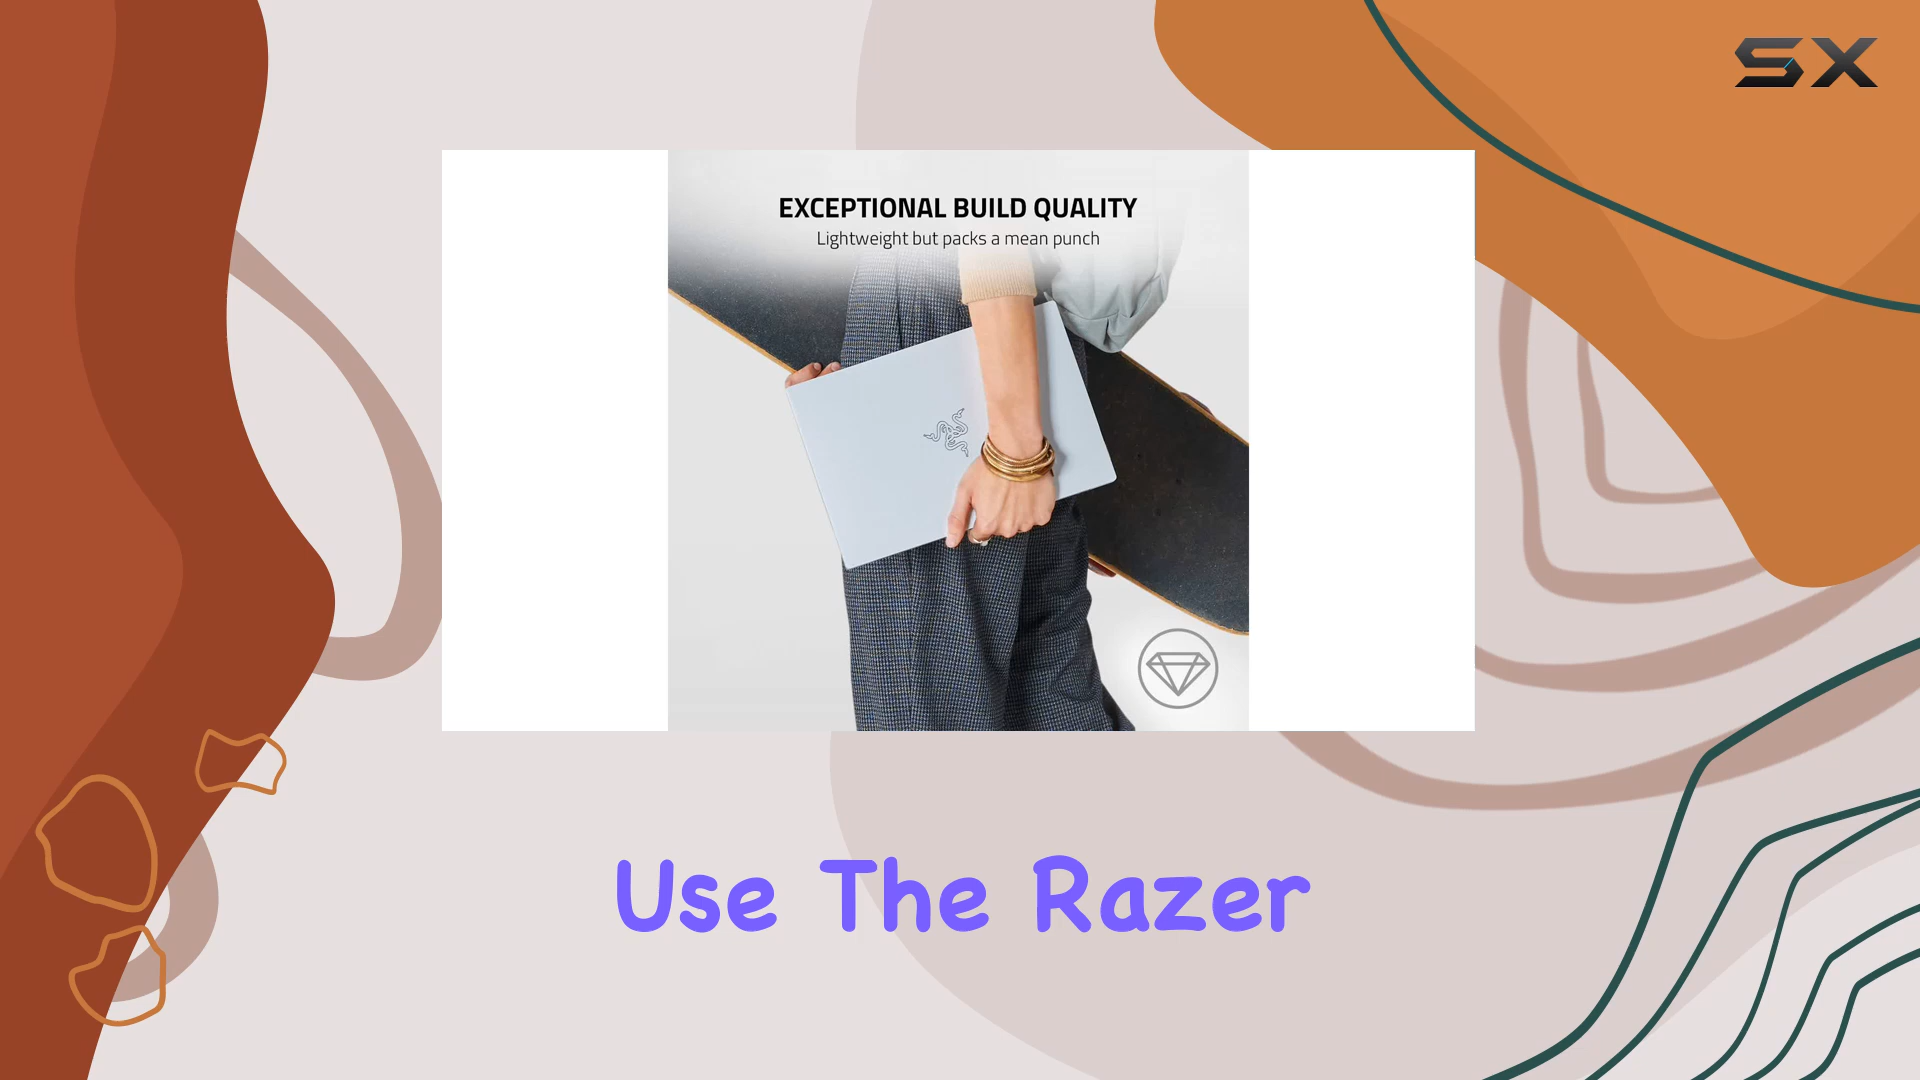 SX
EXCEPTIONAL BUILD QUALITY
Lightweight but packs a mean punch
Use The Razer